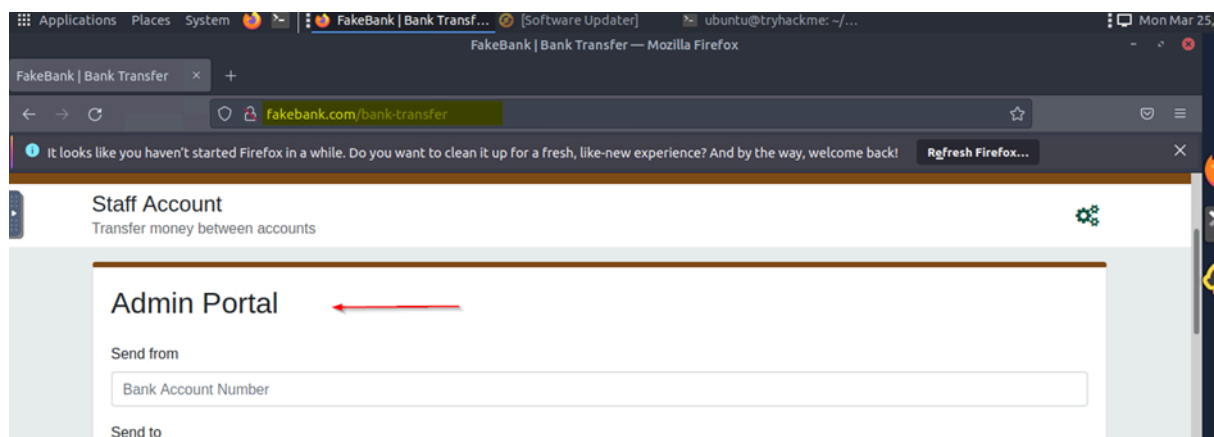 Applications Places System FakeBank | Bank Transf... [Software Updater] ubuntu@tryhackme: ~/... Mon Mar 25,
FakeBank | Bank Transfer — Mozilla Firefox
FakeBank | Bank Transfer
fakebank.com/bank-transfer
It looks like you haven't started Firefox in a while. Do you want to clean it up for a fresh, like-new experience? And by the way, welcome back! Refresh Firefox...
Staff Account
Transfer money between accounts
Admin Portal
Send from
Bank Account Number
Send to